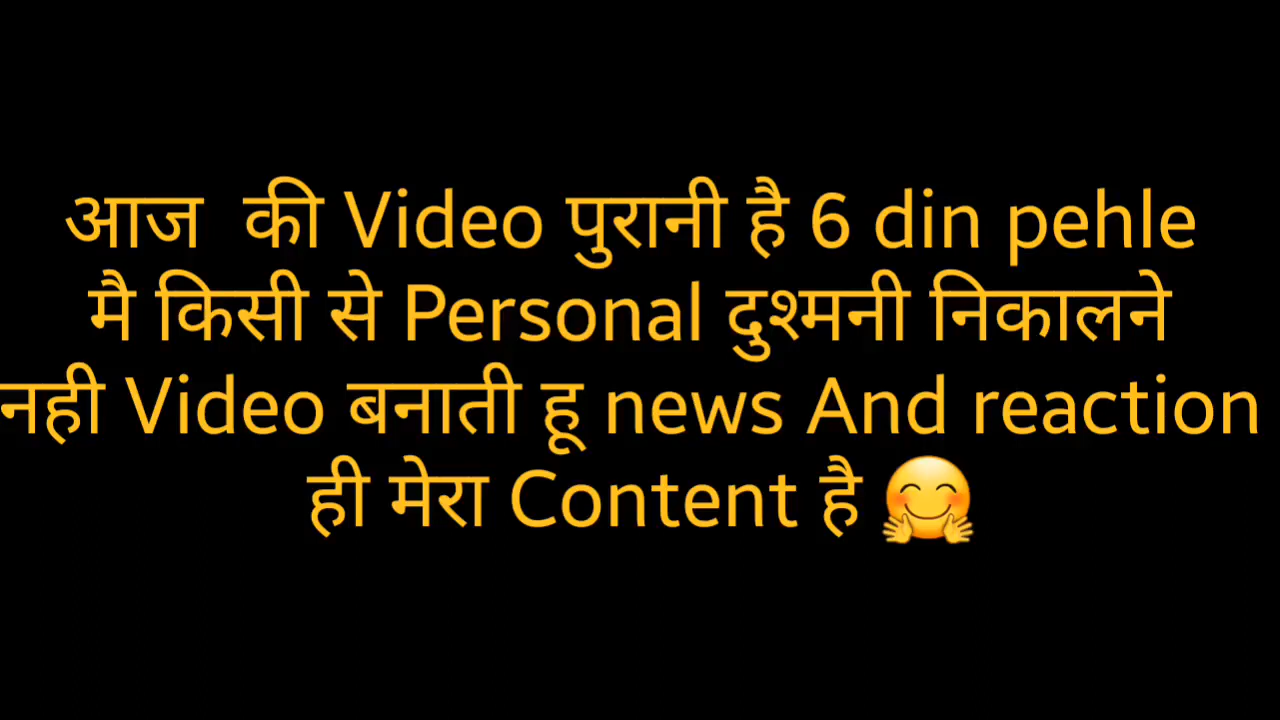 आज की Video पुरानी है 6 din pehle
मै किसी से Personal दुश्मनी निकालने
नही Video बनाती हू news And reaction
ही मेरा Content है 🤗